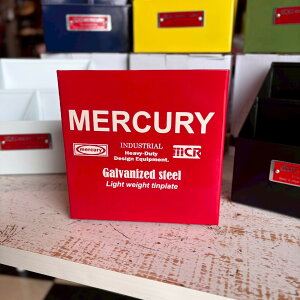 MERCURY
INDUSTRIAL
mercury
Heavy-Duty
MCR
Design Equipment.
Galvanized steel
Light weight tinplate